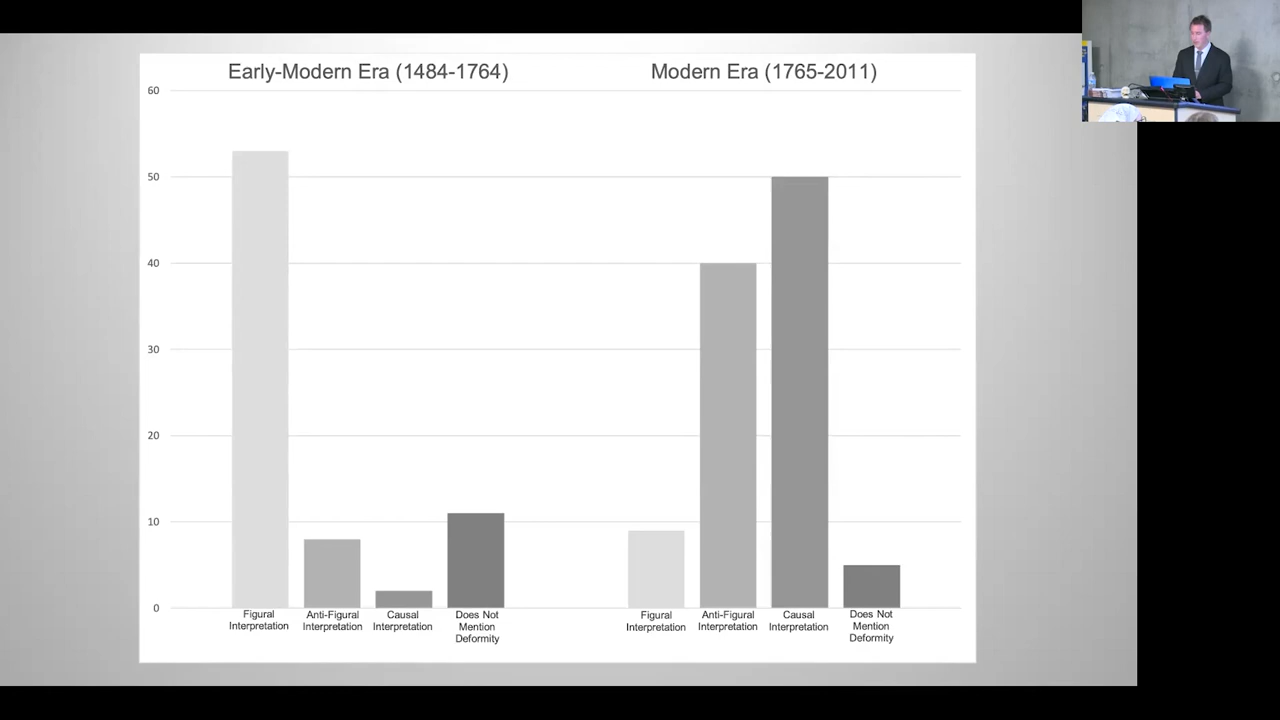 Early-Modern Era (1484-1764)
Modern Era (1765-2011)
60
50
40
30
20
10
0
Figural
Interpretation
Anti-Figural
Interpretation
Causal
Interpretation
Does Not
Mention
Deformity
Figural
Interpretation
Anti-Figural
Interpretation
Causal
Interpretation
Does Not
Mention
Deformity